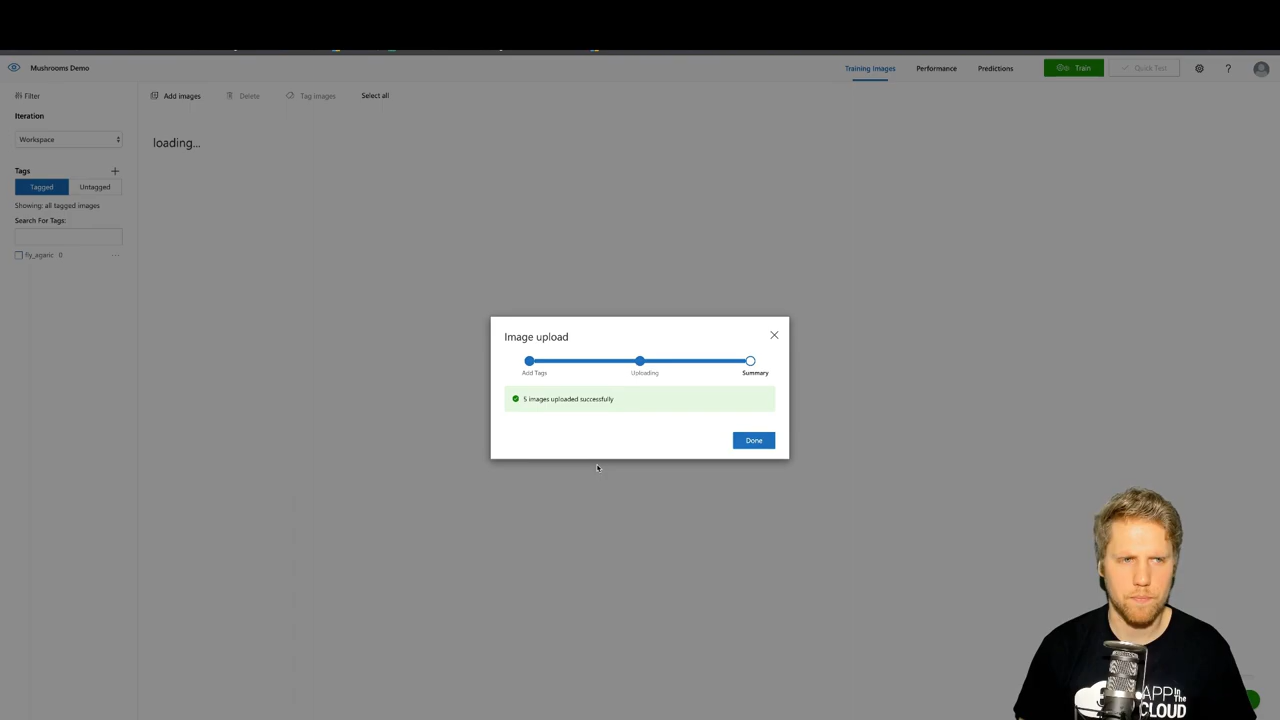 Mushrooms Demo
Training Images Performance Predictions Train Quick Test ?
Filter
Add images Delete Tag images Select all
Iteration
Workspace
loading...
Tags
Tagged Untagged
Showing: all tagged images
Search For Tags:
fly_agaric 0 ...
Image upload
Add Tags Uploading Summary
5 images uploaded successfully
Done
APP In The
CLOUD